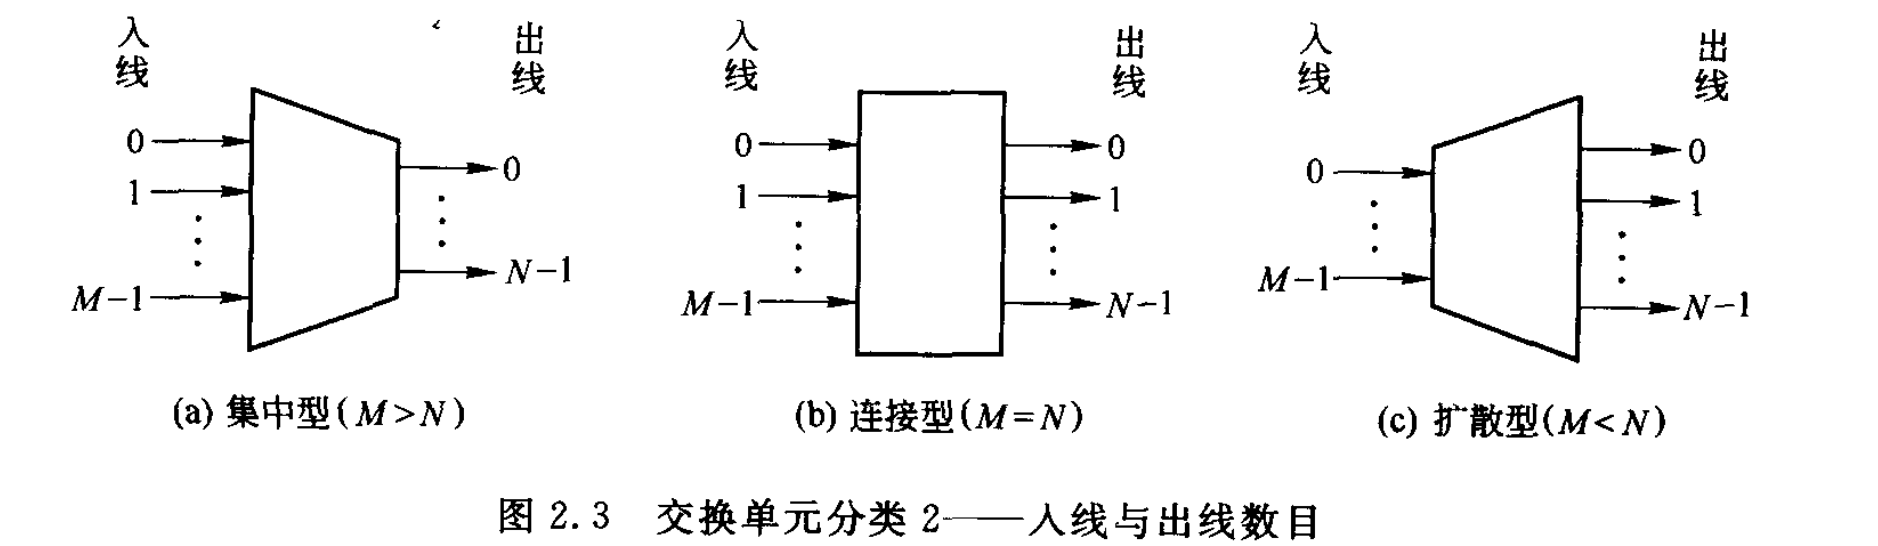 入线 出线
0 0
1
M-1 N-1
(a) 集中型(M>N)
入线 出线
0 0
1 1
M-1 N-1
(b) 连接型(M=N)
入线 出线
0 0
1
M-1 N-1
(c) 扩散型(M<N)
图 2.3 交换单元分类 2——入线与出线数目